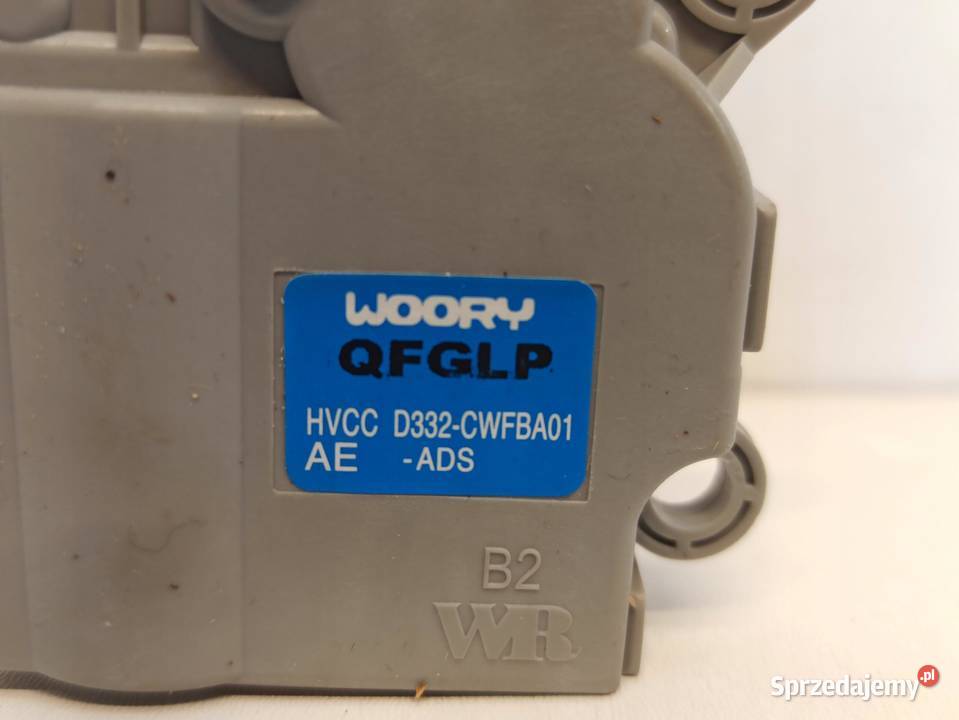 WOORY
QFGLP
HVCC D332-CWFBA01
AE -ADS
B2
WR
Sprzedajemy.pl